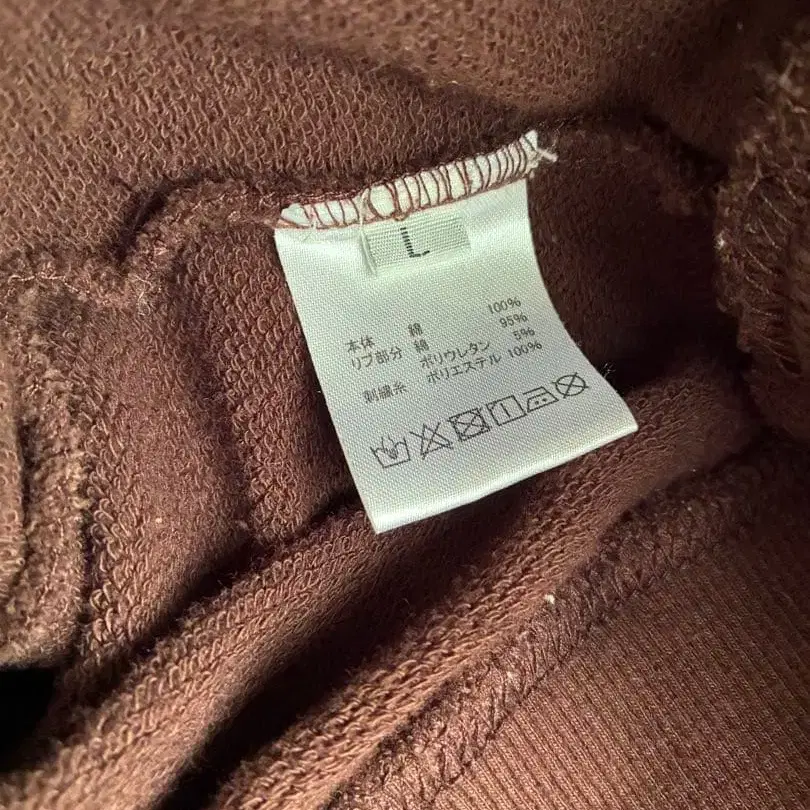 L
本体 綿 100%
リブ部分 綿 95%
ポリウレタン 5%
刺繍糸 ポリエステル 100%